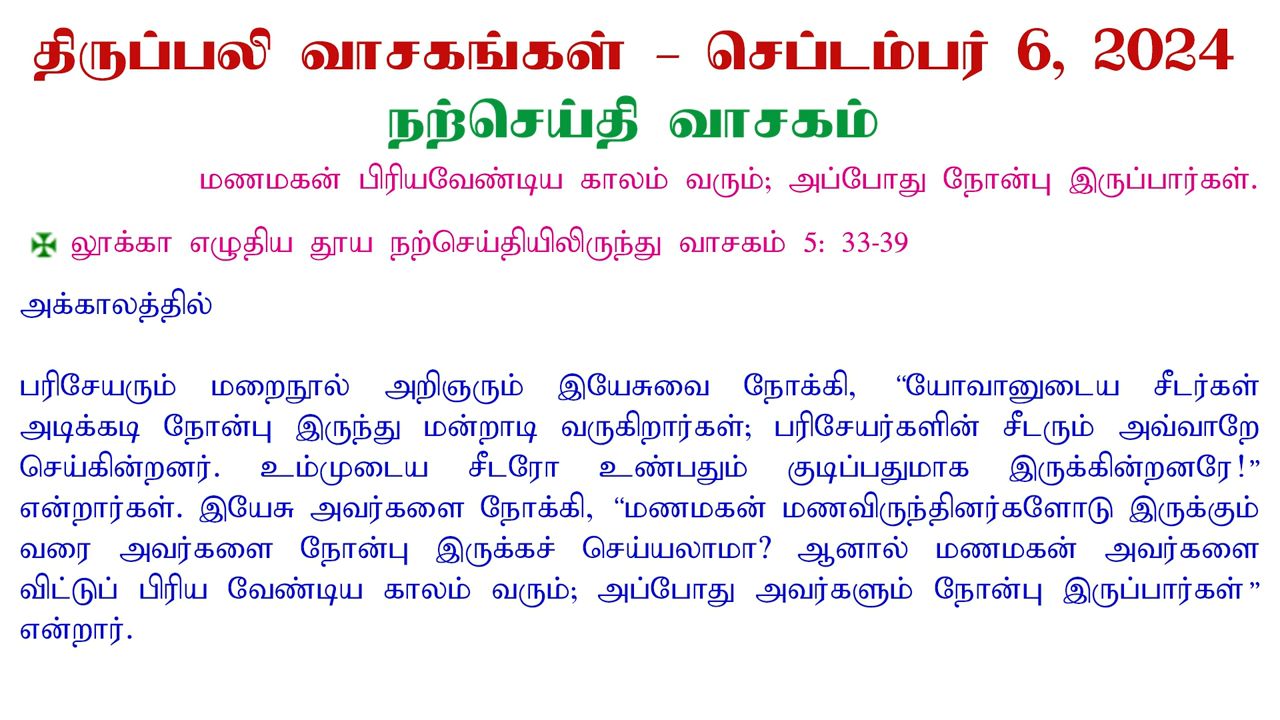 திருப்பலி வாசகங்கள் – செப்டம்பர் 6, 2024
நற்செய்தி வாசகம்
மணமகன் பிரியவேண்டிய காலம் வரும்; அப்போது நோன்பு இருப்பார்கள்.
✠ லூக்கா எழுதிய தூய நற்செய்தியிலிருந்து வாசகம் 5: 33-39
அக்காலத்தில்
பரிசேயரும் மறைநூல் அறிஞரும் இயேசுவை நோக்கி, “யோவானுடைய சீடர்கள்
அடிக்கடி நோன்பு இருந்து மன்றாடி வருகிறார்கள்; பரிசேயர்களின் சீடரும் அவ்வாறே
செய்கின்றனர். உம்முடைய சீடரோ உண்பதும் குடிப்பதுமாக இருக்கின்றனரே!”
என்றார்கள். இயேசு அவர்களை நோக்கி, “மணமகன் மணவிருந்தினர்களோடு இருக்கும்
வரை அவர்களை நோன்பு இருக்கச் செய்யலாமா? ஆனால் மணமகன் அவர்களை
விட்டுப் பிரிய வேண்டிய காலம் வரும்; அப்போது அவர்களும் நோன்பு இருப்பார்கள்”
என்றார்.